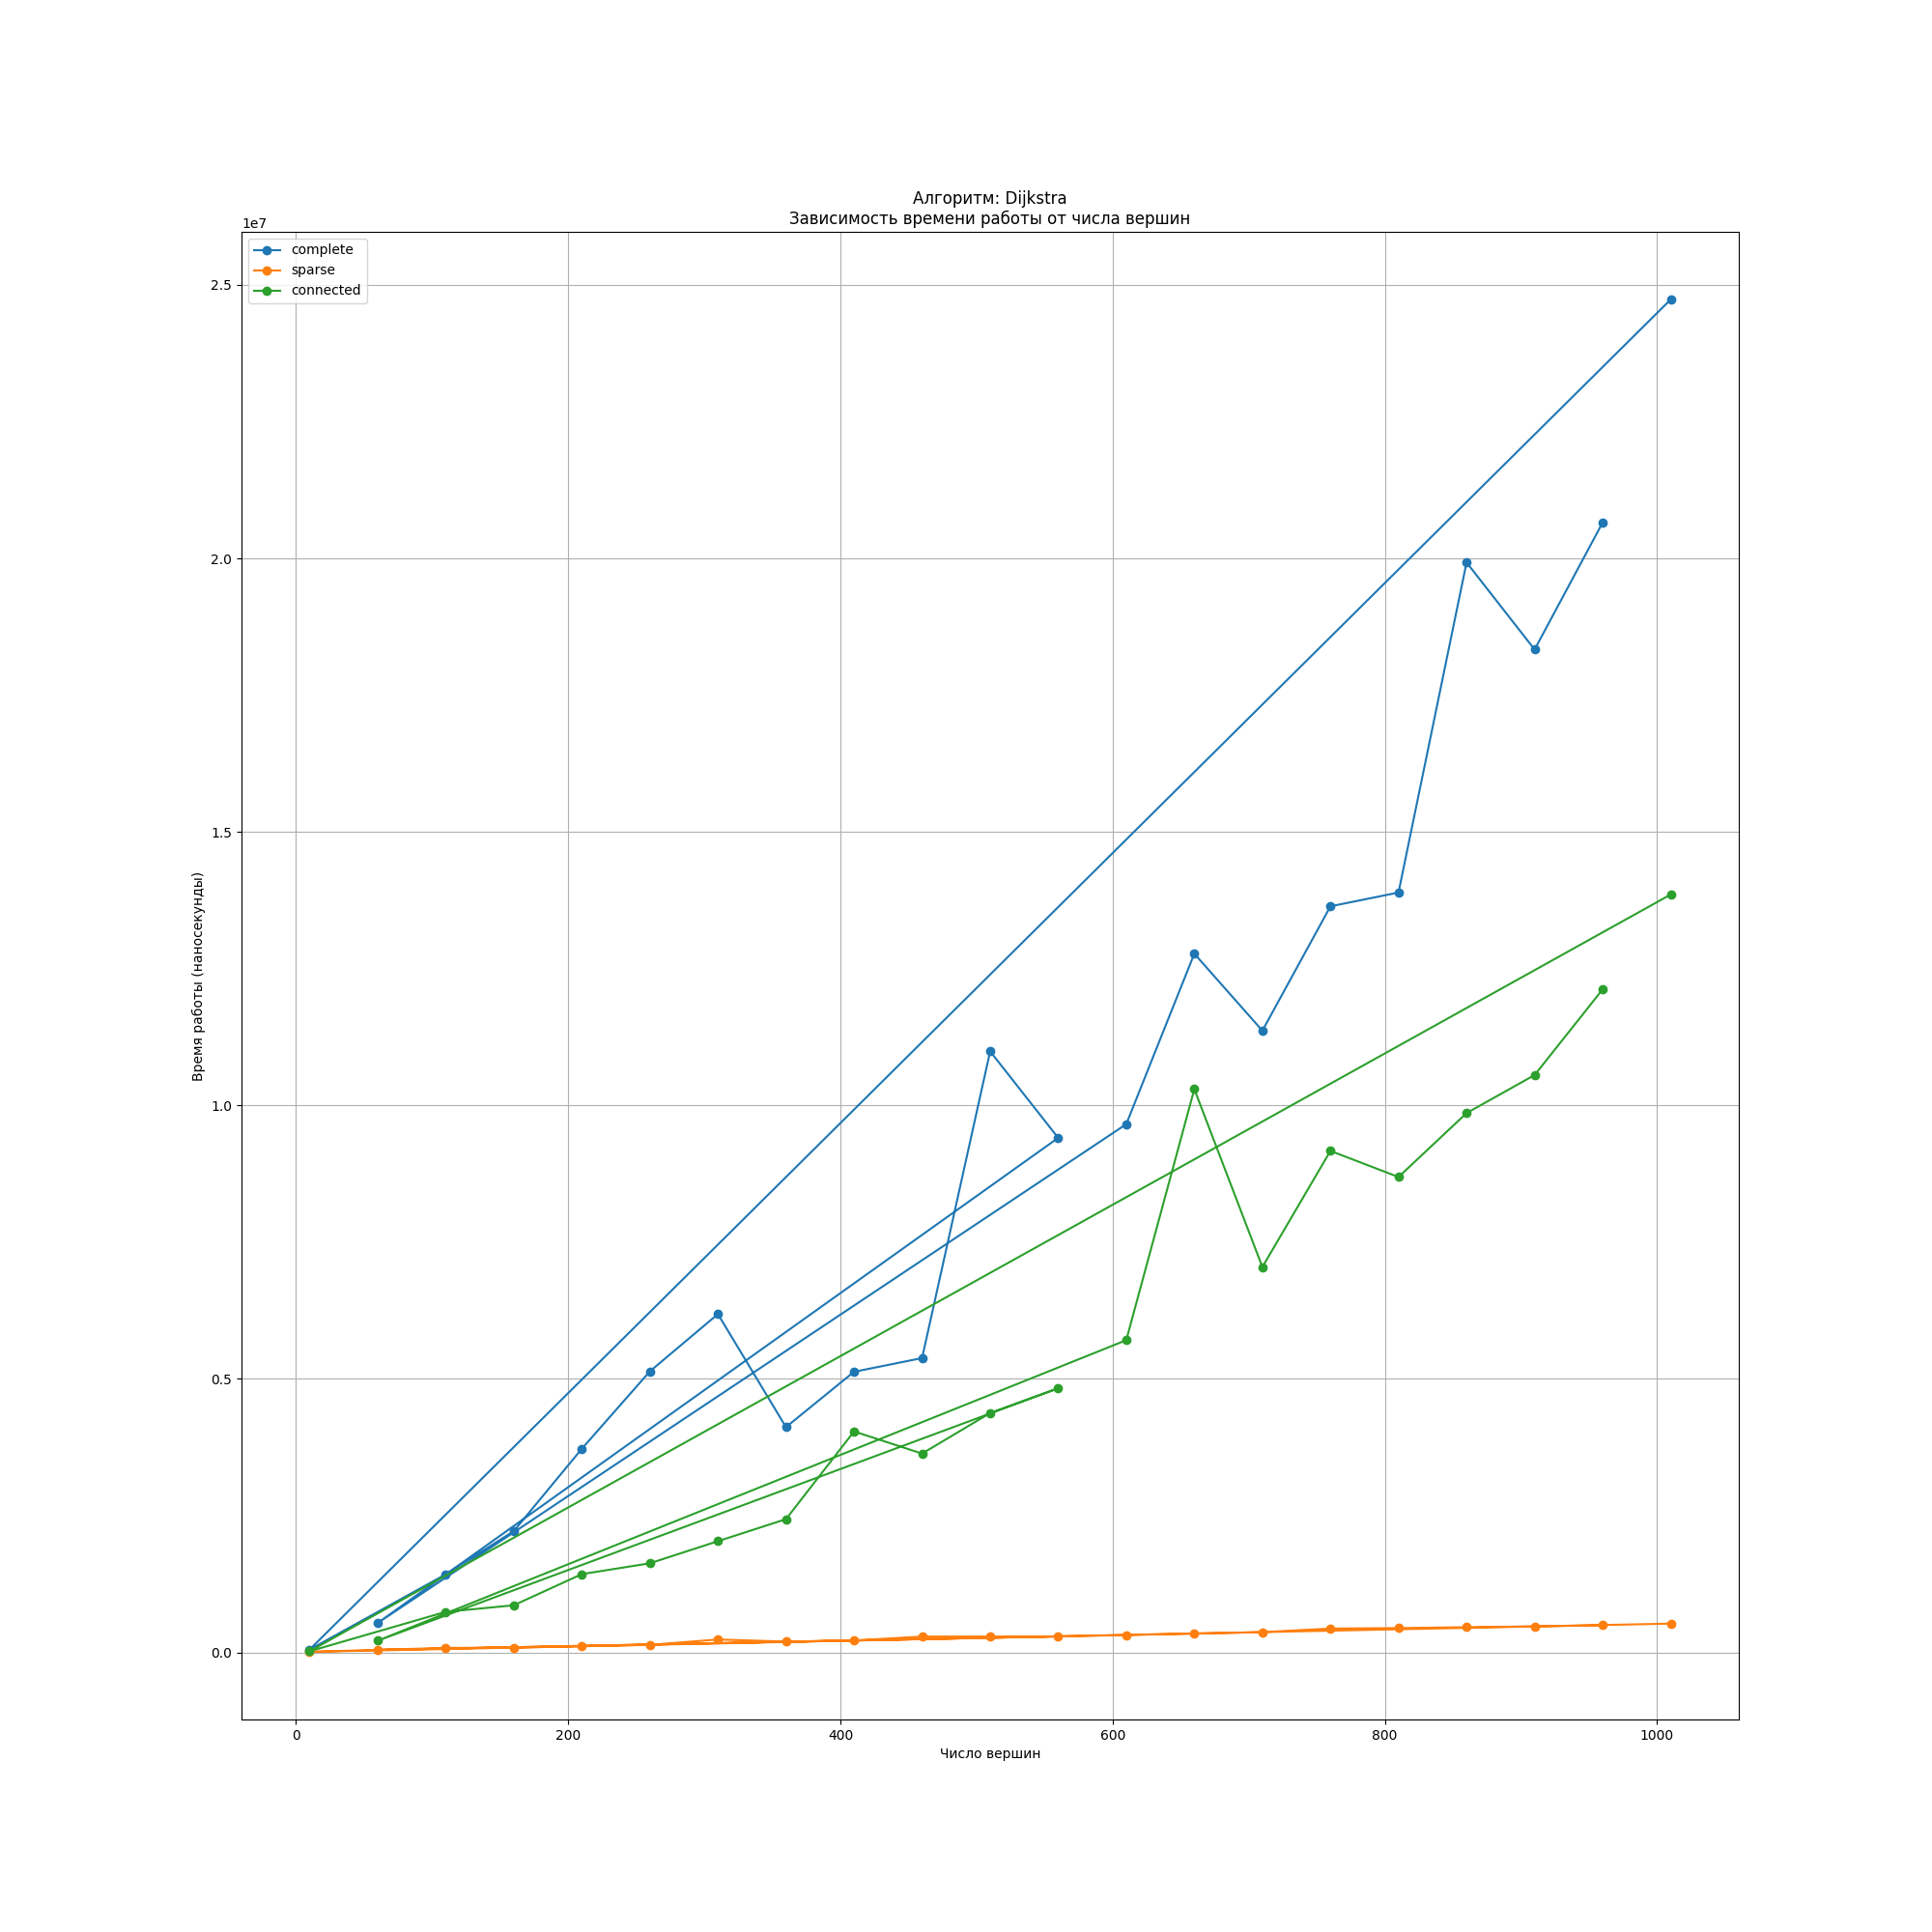 Алгоритм: Dijkstra
Зависимость времени работы от числа вершин
1e7
complete
sparse
connected
2.5
2.0
1.5
1.0
0.5
0.0
Время работы (наносекунды)
0 200 400 600 800 1000
Число вершин